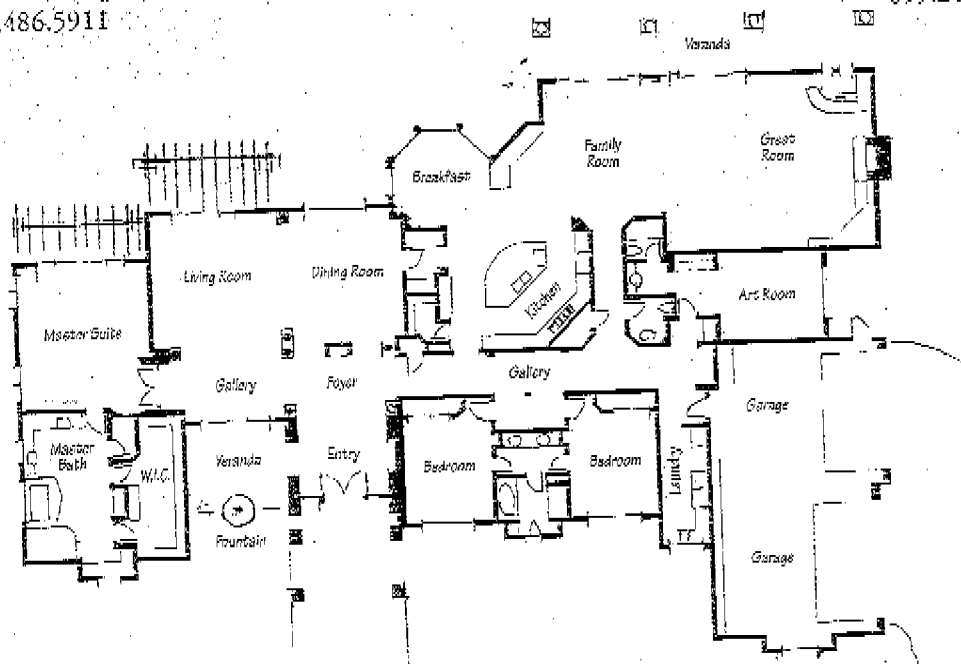 486.5911
Veranda
Family
Room
Great
Room
Breakfast
Living Room
Dining Room
Kitchen
Art Room
Master Suite
Gallery
Foyer
Gallery
Garage
Master
Bath
W.I.C.
Veranda
Entry
Bedroom
Bedroom
Laundry
Fountain
Garage